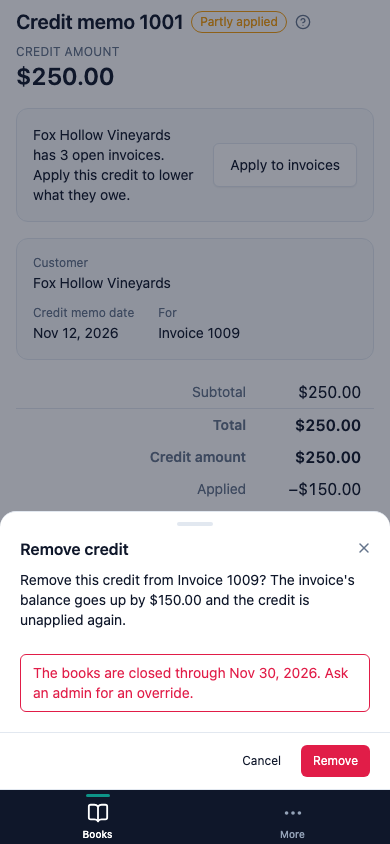 Credit memo 1001 Partly applied
CREDIT AMOUNT
$250.00
Fox Hollow Vineyards
has 3 open invoices.
Apply this credit to lower
what they owe.
Apply to invoices
Customer
Fox Hollow Vineyards
Credit memo date For
Nov 12, 2026 Invoice 1009
Subtotal $250.00
Total $250.00
Credit amount $250.00
Applied –$150.00
Remove credit
Remove this credit from Invoice 1009? The invoice's
balance goes up by $150.00 and the credit is
unapplied again.
The books are closed through Nov 30, 2026. Ask
an admin for an override.
Cancel Remove
Books More